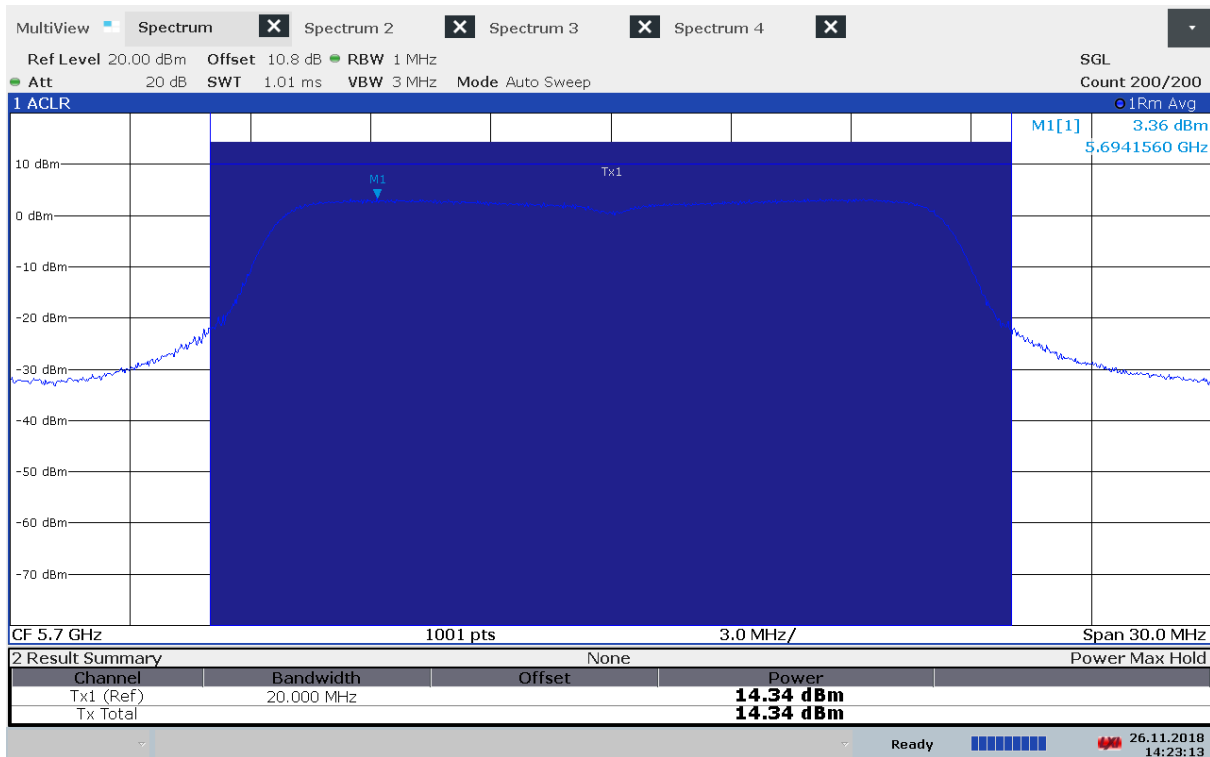 MultiView Spectrum Spectrum 2 Spectrum 3 Spectrum 4
Ref Level 20.00 dBm Offset 10.8 dB RBW 1 MHz SGL
Att 20 dB SWT 1.01 ms VBW 3 MHz Mode Auto Sweep Count 200/200
1 ACLR 1Rm Avg
M1[1] 3.36 dBm
5.6941560 GHz
10 dBm
Tx1
M1
0 dBm
-10 dBm
-20 dBm
-30 dBm
-40 dBm
-50 dBm
-60 dBm
-70 dBm
CF 5.7 GHz 1001 pts 3.0 MHz/ Span 30.0 MHz
2 Result Summary None Power Max Hold
Channel Bandwidth Offset Power
Tx1 (Ref) 20.000 MHz 14.34 dBm
Tx Total 14.34 dBm
Ready 26.11.2018
14:23:13